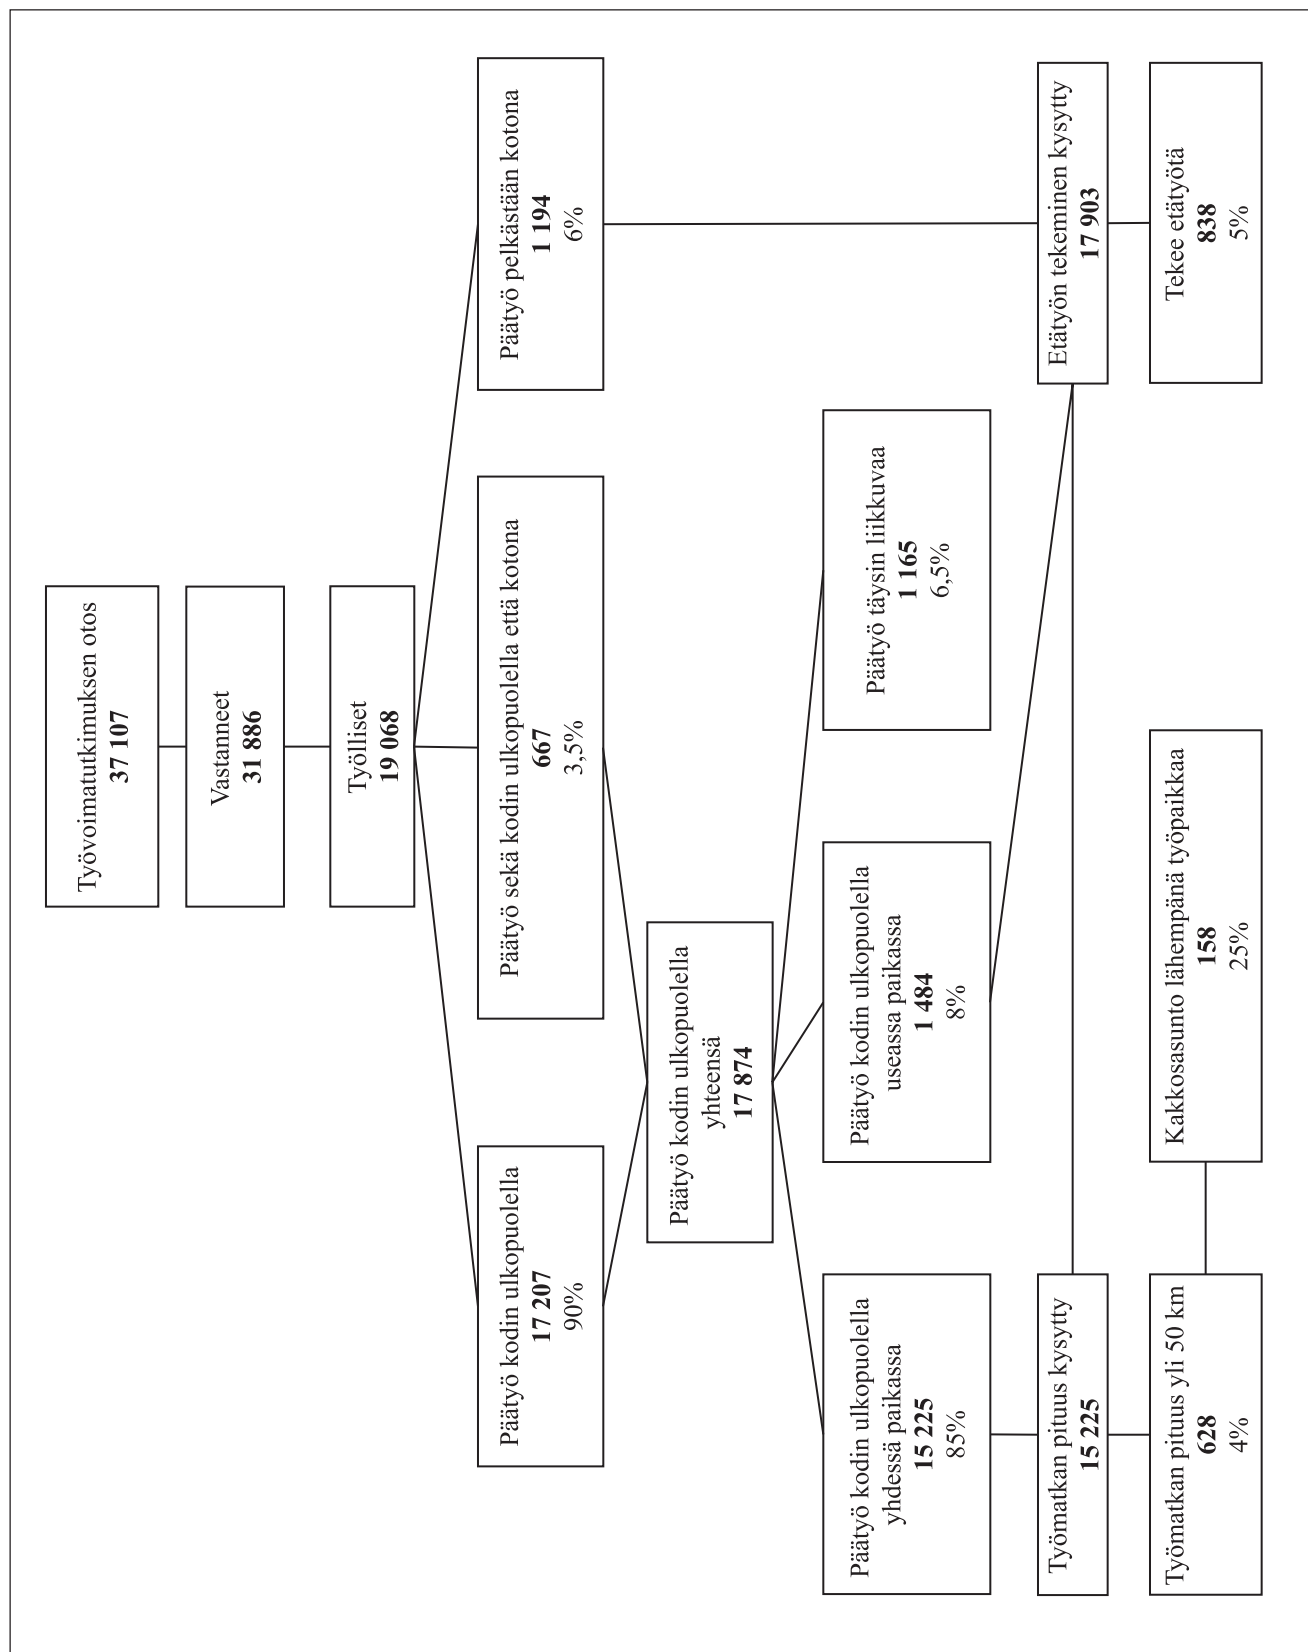 Työvoimatutkimuksen otos
37 107
Vastanneet
31 886
Työlliset
19 068
Päätyö kodin ulkopuolella
17 207
90%
Päätyö sekä kodin ulkopuolella että kotona
667
3,5%
Päätyö pelkästään kotona
1 194
6%
Päätyö kodin ulkopuolella
yhteensä
17 874
Päätyö kodin ulkopuolella
yhdessä paikassa
15 225
85%
Päätyö kodin ulkopuolella
useassa paikassa
1 484
8%
Päätyö täysin liikkuvaa
1 165
6,5%
Työmatkan pituus kysytty
15 225
Etätyön tekeminen kysytty
17 903
Työmatkan pituus yli 50 km
628
4%
Kakkosasunto lähempänä työpaikkaa
158
25%
Tekee etätyötä
838
5%